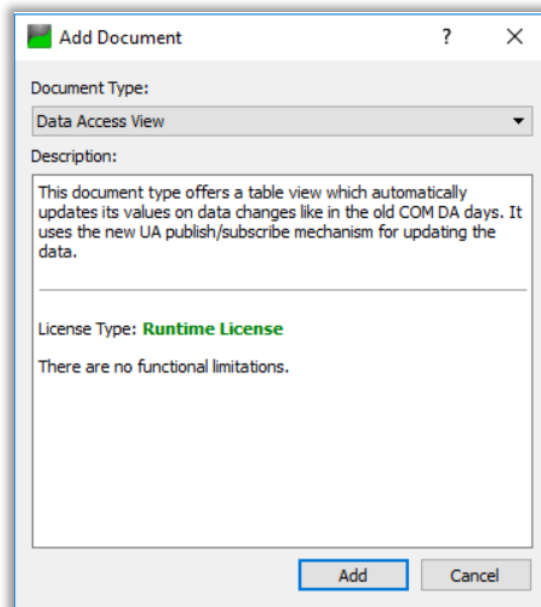 Add Document
?
Document Type:
Data Access View
Description:
This document type offers a table view which automatically
updates its values on data changes like in the old COM DA days. It
uses the new UA publish/subscribe mechanism for updating the
data.
License Type: Runtime License
There are no functional limitations.
Add Cancel